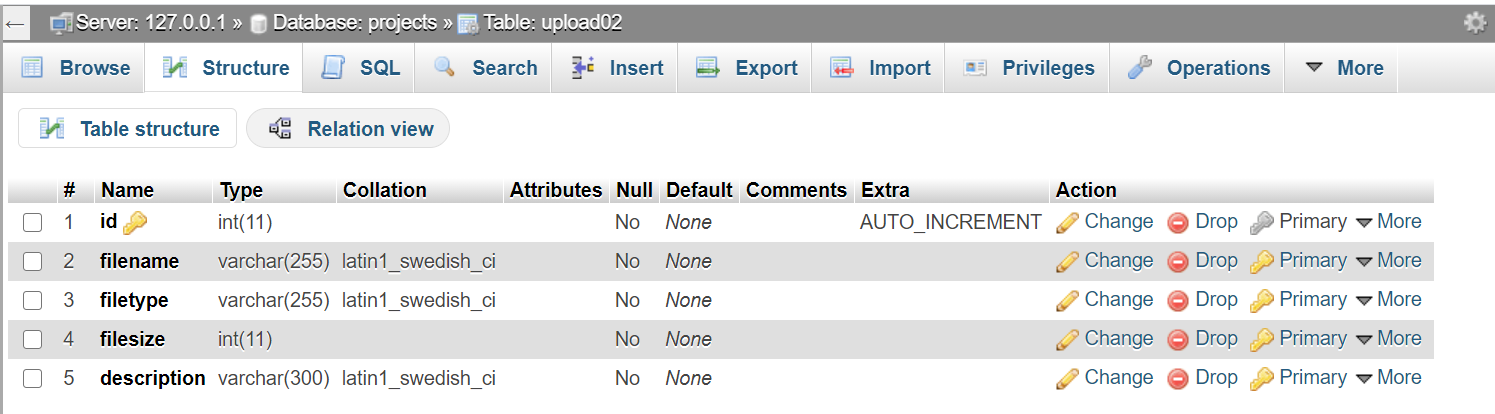 ← Server: 127.0.0.1 » Database: projects » Table: upload02
Browse Structure SQL Search Insert Export Import Privileges Operations More
Table structure Relation view
# Name Type Collation Attributes Null Default Comments Extra Action
1 id int(11) No None AUTO_INCREMENT Change Drop Primary More
2 filename varchar(255) latin1_swedish_ci No None Change Drop Primary More
3 filetype varchar(255) latin1_swedish_ci No None Change Drop Primary More
4 filesize int(11) No None Change Drop Primary More
5 description varchar(300) latin1_swedish_ci No None Change Drop Primary More